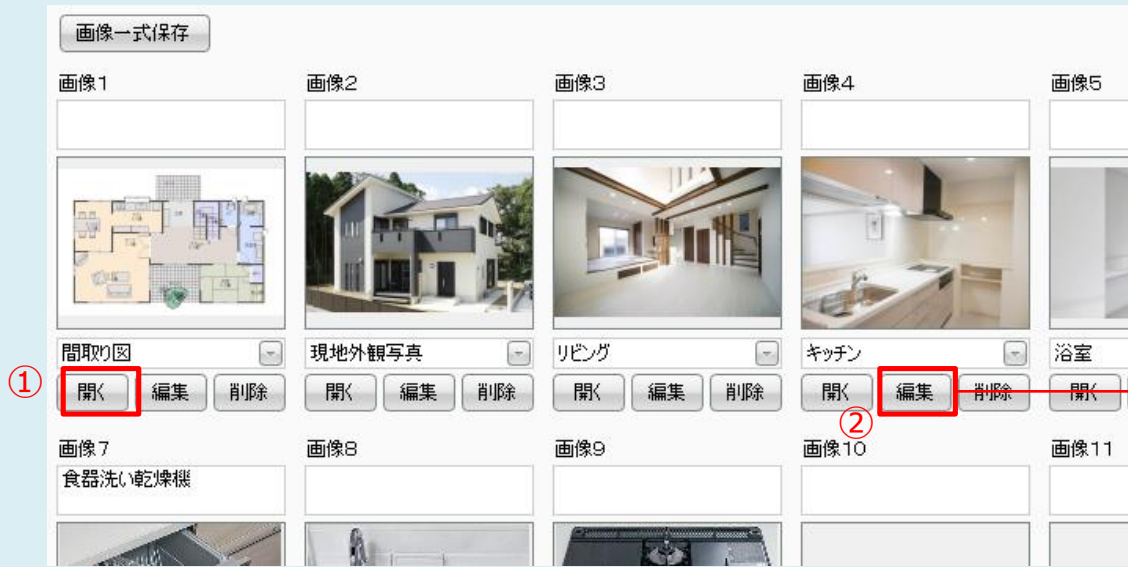 画像一式保存
画像1
画像2
画像3
画像4
画像5
間取り図
現地外観写真
リビング
キッチン
浴室
①
開く 編集 削除
開く 編集 削除
開く 編集 削除
開く 編集 削除
開く
②
画像7
画像8
画像9
画像10
画像11
食器洗い乾燥機